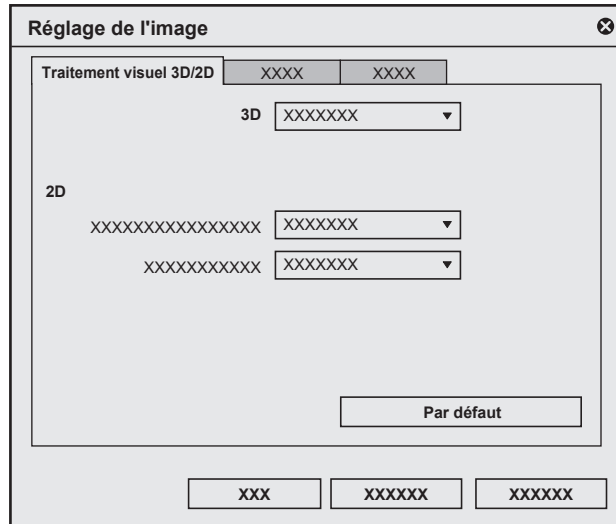 Réglage de l'image
Traitement visuel 3D/2D XXXX XXXX
3D XXXXXXX
2D
XXXXXXXXXXXXXXXX XXXXXXX
XXXXXXXXXXX XXXXXXX
Par défaut
XXX XXXXXX XXXXXX